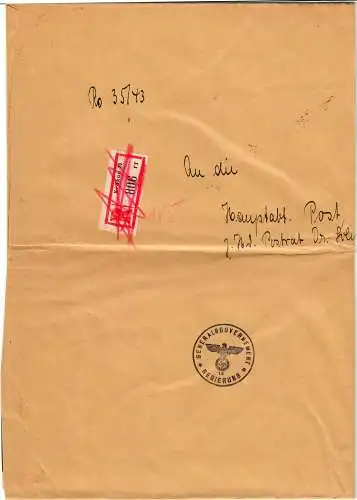 Ro 35/43
An die
Hauptabt. Post
z. Hd. Postrat Dr.
GENERALGOUVERNEMENT
REGIERUNG